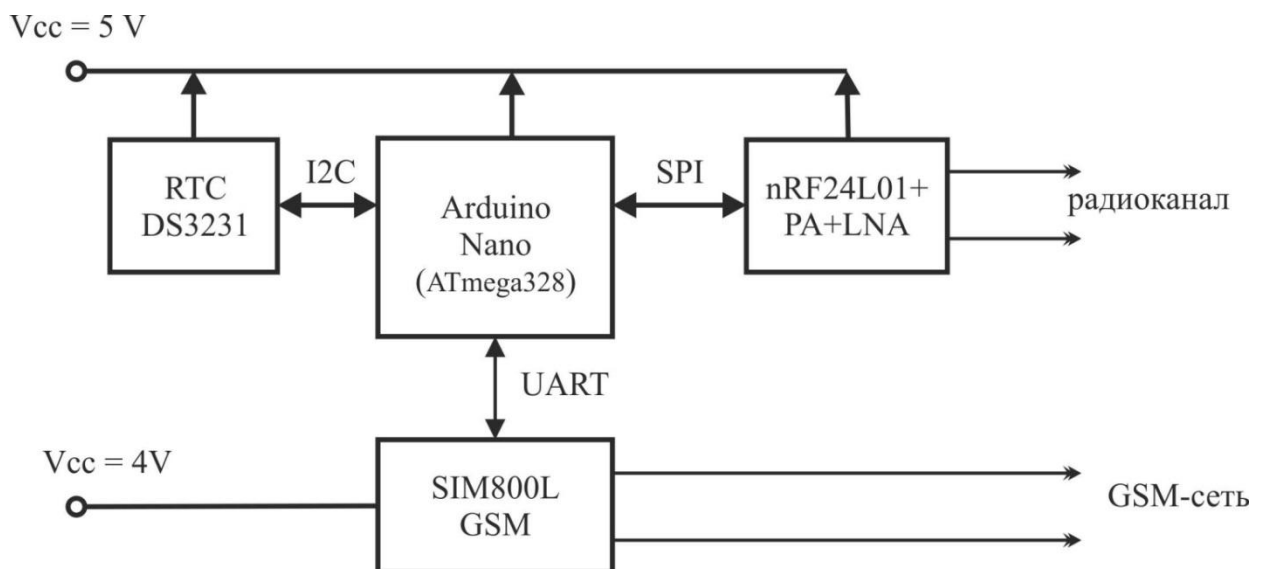 Vcc = 5 V
RTC
DS3231
I2C
Arduino
Nano
(ATmega328)
SPI
nRF24L01+
PA+LNA
радиоканал
UART
Vcc = 4V
SIM800L
GSM
GSM-сеть